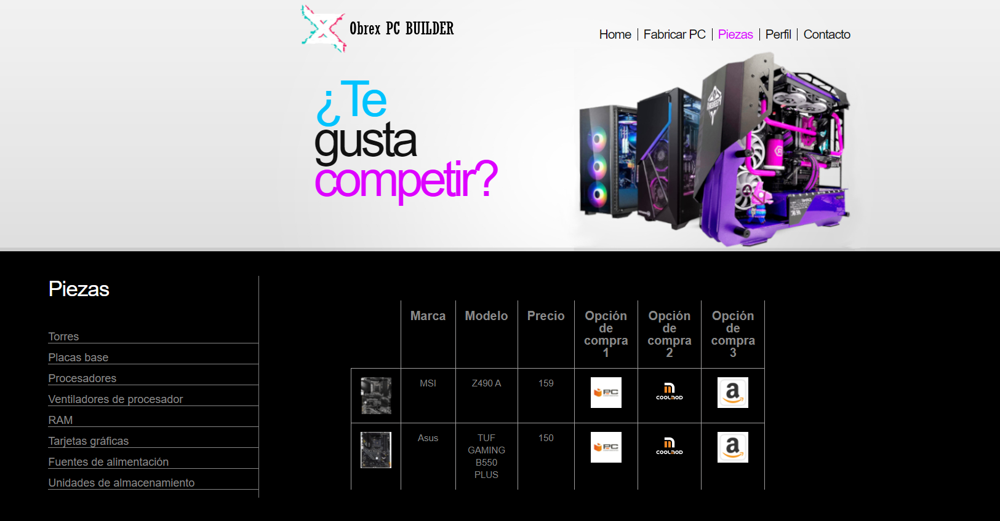 Obrex PC BUILDER
Home
Fabricar PC
Piezas
Perfil
Contacto
¿Te
gusta
competir?
Piezas
Torres
Placas base
Procesadores
Ventiladores de procesador
RAM
Tarjetas gráficas
Fuentes de alimentación
Unidades de almacenamiento
Marca
Modelo
Precio
Opción
de
compra
1
Opción
de
compra
2
Opción
de
compra
3
MSI
Z490 A
159
PC
COOLMOD
a
Asus
TUF
GAMING
B550
PLUS
150
PC
COOLMOD
a